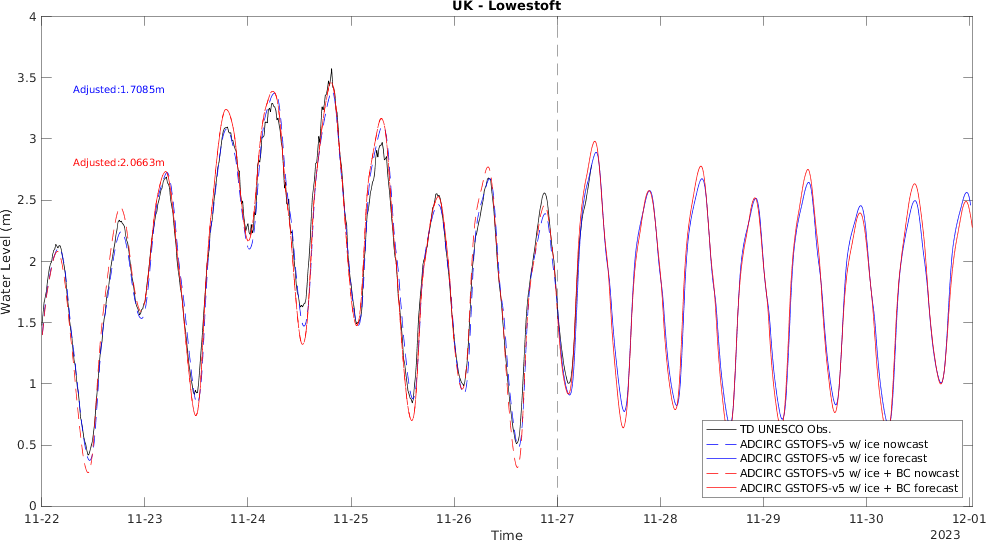 UK - Lowestoft
4
3.5
3
2.5
2
1.5
1
0.5
0
Water Level (m)
Adjusted:1.7085m
Adjusted:2.0663m
TD UNESCO Obs.
ADCIRC GSTOFS-v5 w/ ice nowcast
ADCIRC GSTOFS-v5 w/ ice forecast
ADCIRC GSTOFS-v5 w/ ice + BC nowcast
ADCIRC GSTOFS-v5 w/ ice + BC forecast
11-22 11-23 11-24 11-25 11-26 11-27 11-28 11-29 11-30 12-01
Time
2023